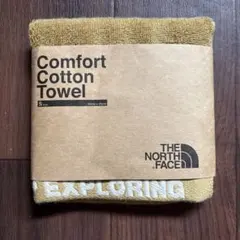 Comfort
Cotton
Towel
S
THE
NORTH
FACE
EXPLORING